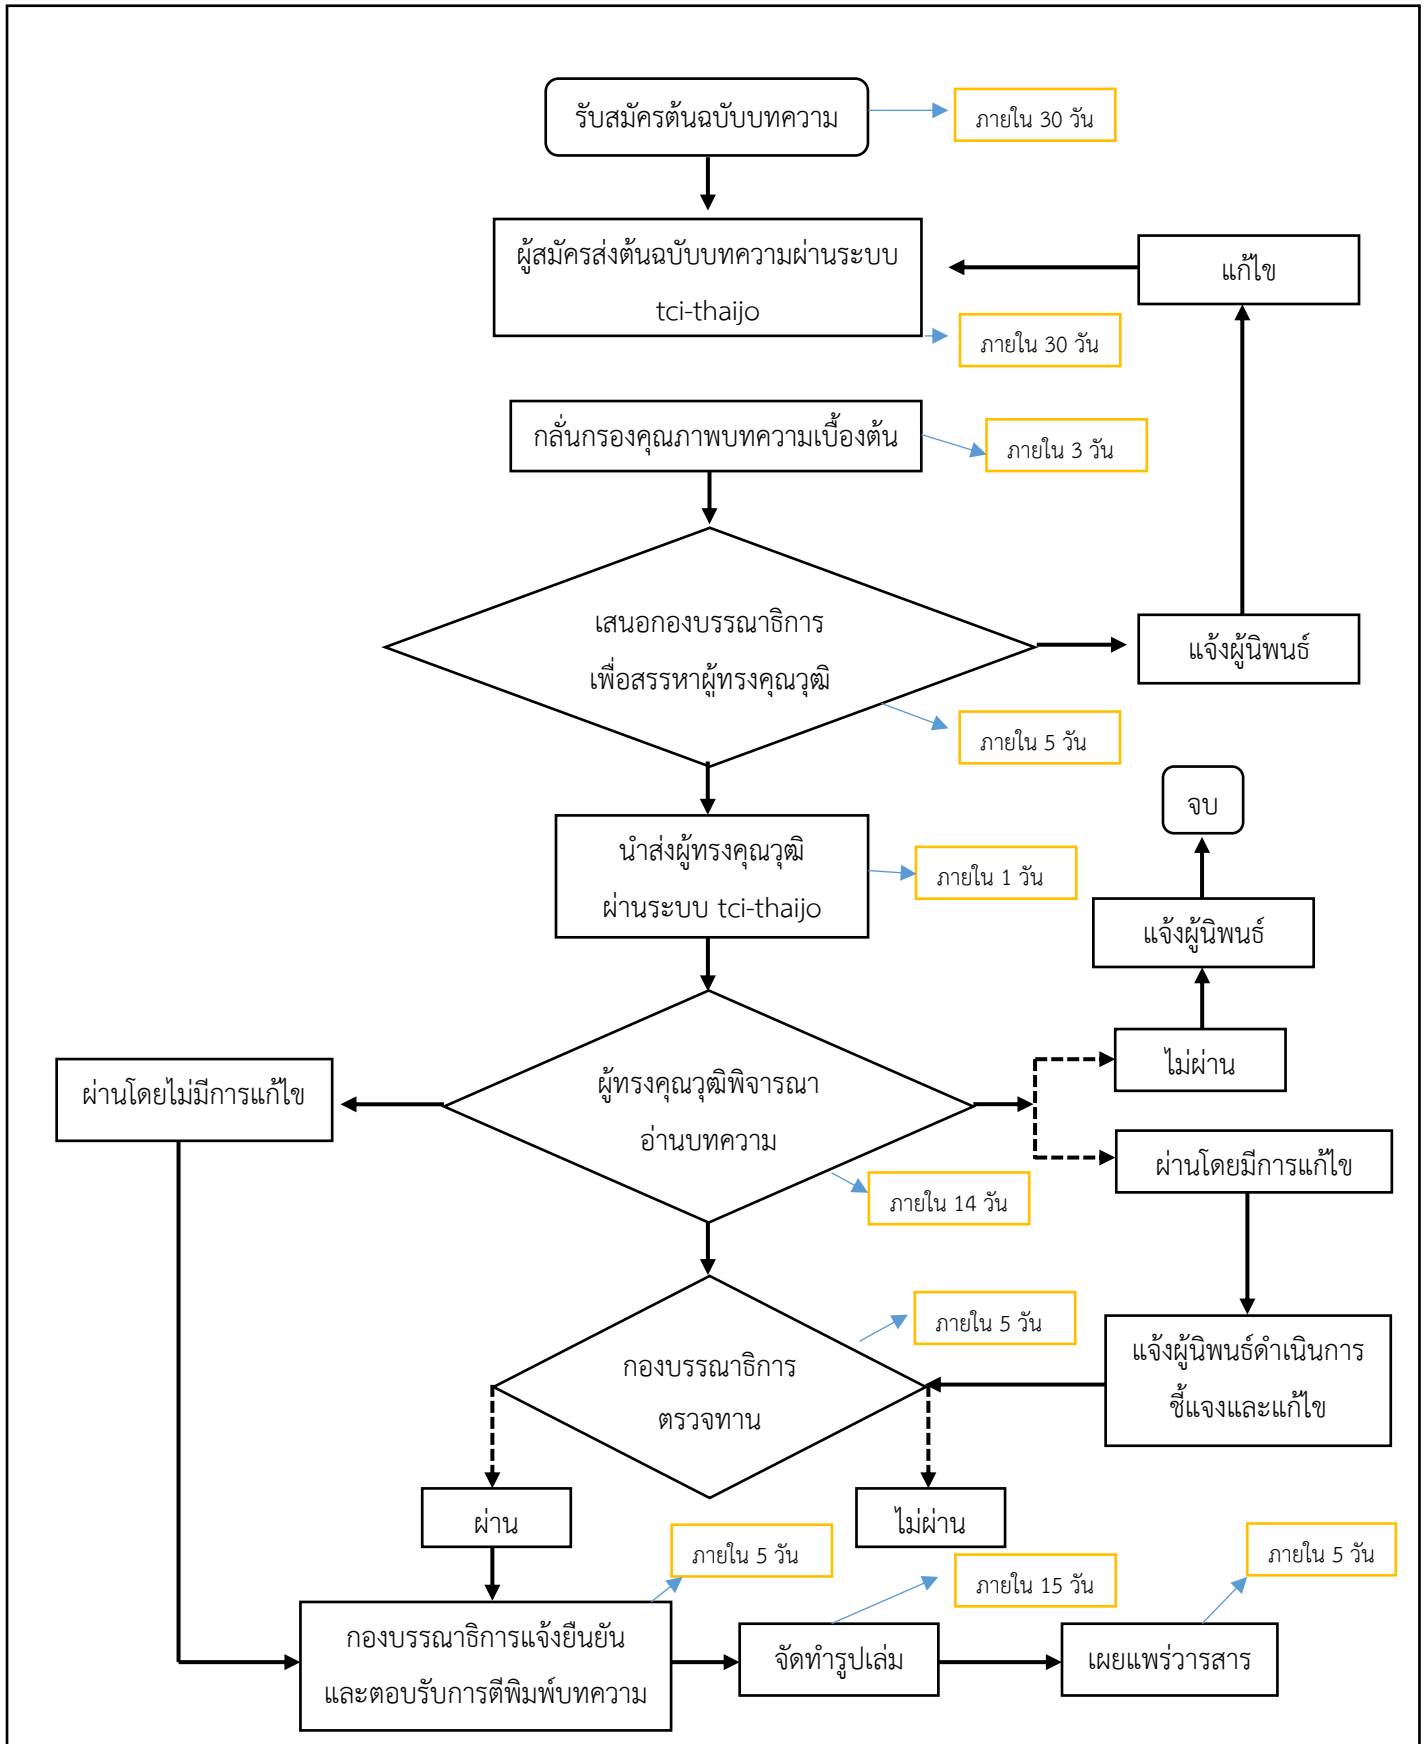 รับสมัครต้นฉบับบทความ
ภายใน 30 วัน
ผู้สมัครส่งต้นฉบับบทความผ่านระบบ
tci-thaijo
แก้ไข
ภายใน 30 วัน
กลั่นกรองคุณภาพบทความเบื้องต้น
ภายใน 3 วัน
เสนอกองบรรณาธิการ
เพื่อสรรหาผู้ทรงคุณวุฒิ
แจ้งผู้นิพนธ์
ภายใน 5 วัน
จบ
นำส่งผู้ทรงคุณวุฒิ
ผ่านระบบ tci-thaijo
ภายใน 1 วัน
แจ้งผู้นิพนธ์
ไม่ผ่าน
ผ่านโดยไม่มีการแก้ไข
ผู้ทรงคุณวุฒิพิจารณา
อ่านบทความ
ผ่านโดยมีการแก้ไข
ภายใน 14 วัน
ภายใน 5 วัน
กองบรรณาธิการ
ตรวจทาน
แจ้งผู้นิพนธ์ดำเนินการ
ชี้แจงและแก้ไข
ผ่าน
ไม่ผ่าน
ภายใน 5 วัน
ภายใน 15 วัน
ภายใน 5 วัน
กองบรรณาธิการแจ้งยืนยัน
และตอบรับการตีพิมพ์บทความ
จัดทำรูปเล่ม
เผยแพร่วารสาร